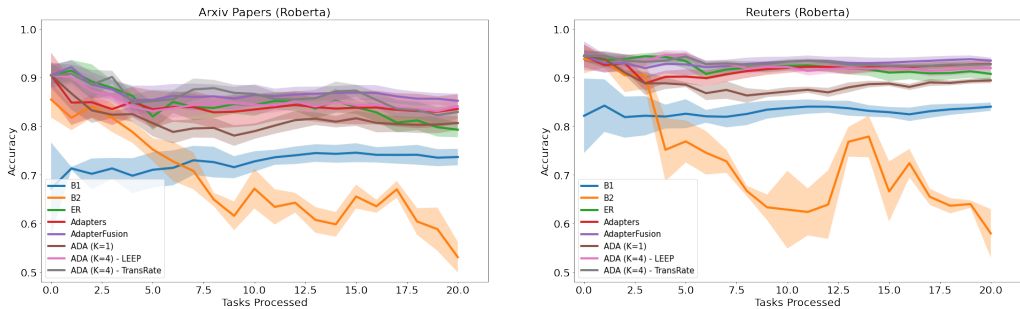 Arxiv Papers (Roberta)
Accuracy
1.0
0.9
0.8
0.7
0.6
0.5
B1
B2
ER
Adapters
AdapterFusion
ADA (K=1)
ADA (K=4) - LEEP
ADA (K=4) - TransRate
0.0 2.5 5.0 7.5 10.0 12.5 15.0 17.5 20.0
Tasks Processed
Reuters (Roberta)
Accuracy
1.0
0.9
0.8
0.7
0.6
0.5
B1
B2
ER
Adapters
AdapterFusion
ADA (K=1)
ADA (K=4) - LEEP
ADA (K=4) - TransRate
0.0 2.5 5.0 7.5 10.0 12.5 15.0 17.5 20.0
Tasks Processed